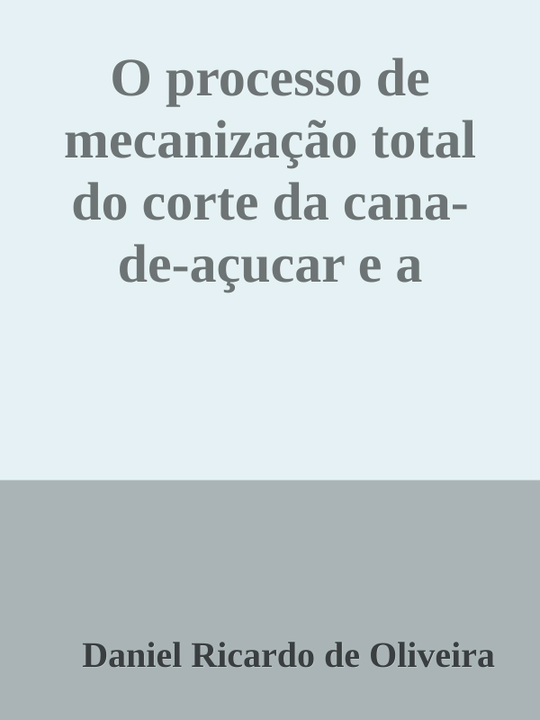 O processo de
mecanização total
do corte da cana-
de-açucar e a
Daniel Ricardo de Oliveira